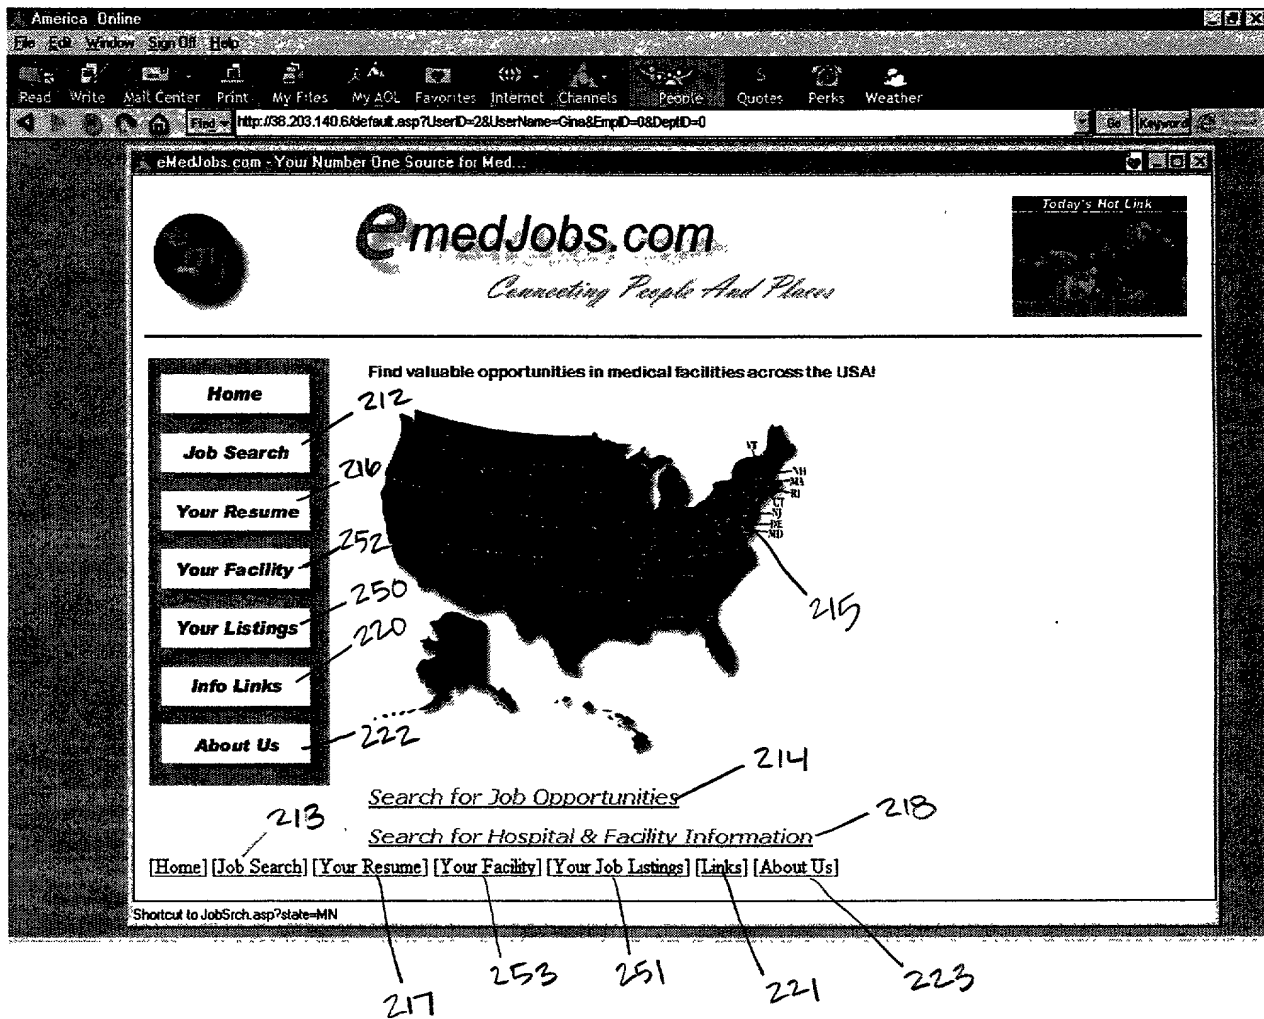 America Online
File Edit Window Sign Off Help
Read Write Mail Center Print My Files My AOL Favorites Internet Channels People Quotes Perks Weather
Find http://38.203.140.6/default.asp?UserID=2&UserName=Gina&EmpID=0&DeptID=0 Go Keyword
eMedJobs.com - Your Number One Source for Med...
Today's Hot Link
emedJobs.com
Connecting People And Places
Find valuable opportunities in medical facilities across the USA!
Home
212
Job Search
216
Your Resume
252
Your Facility
250
Your Listings
220
Info Links
222
About Us
VT
NH
MA
RI
CT
NJ
DE
MD
215
214
Search for Job Opportunities
213
218
Search for Hospital & Facility Information
[Home] [Job Search] [Your Resume] [Your Facility] [Your Job Listings] [Links] [About Us]
Shortcut to JobSrch.asp?state=MN
217 253 251 221 223